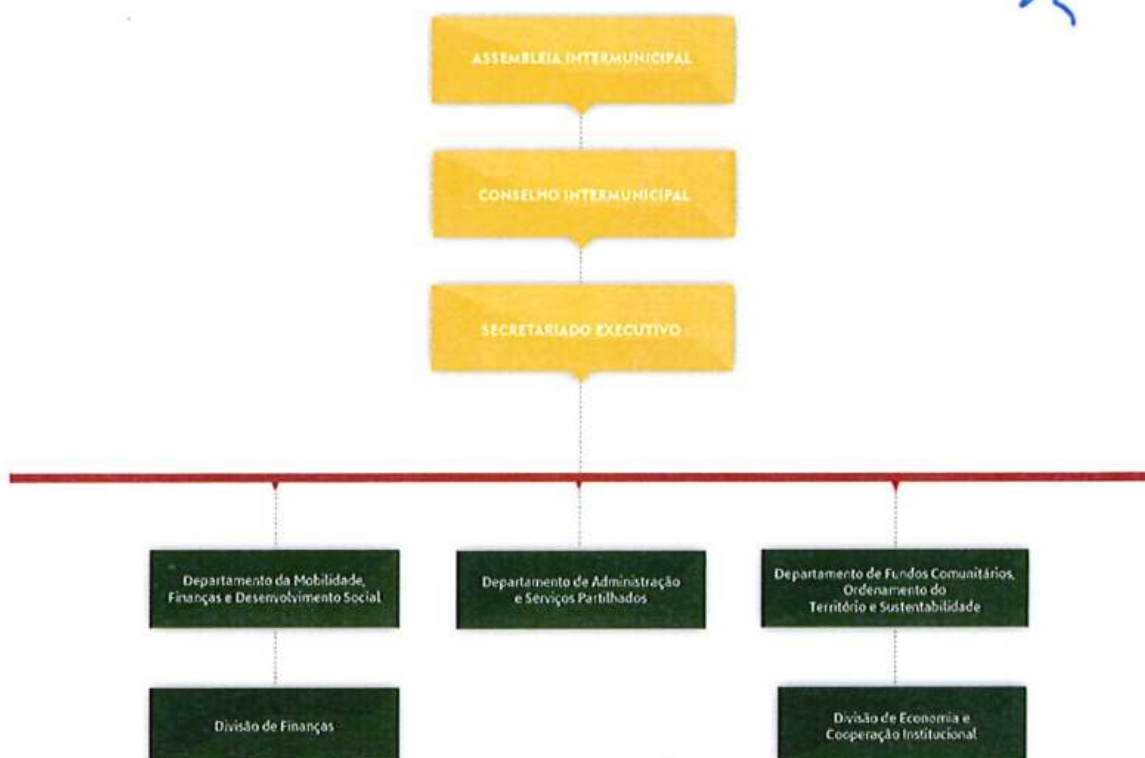 ASSEMBLEIA INTERMUNICIPAL
CONSELHO INTERMUNICIPAL
SECRETARIADO EXECUTIVO
Departamento da Mobilidade,
Finanças e Desenvolvimento Social
Departamento de Administração
e Serviços Partilhados
Departamento de Fundos Comunitários,
Ordenamento do
Território e Sustentabilidade
Divisão de Finanças
Divisão de Economia e
Cooperação Institucional